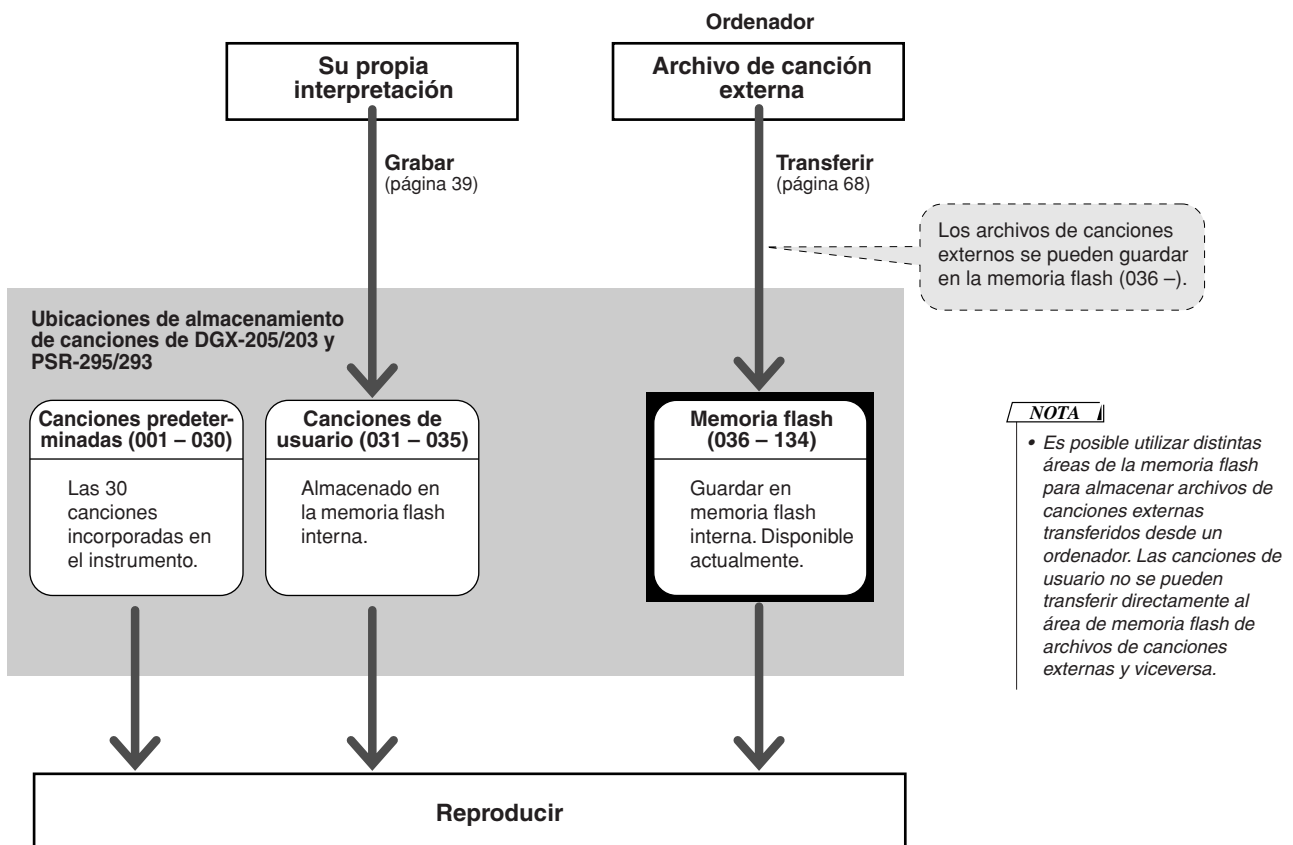 Ordenador
Su propia
interpretación
Archivo de canción
externa
Grabar
(página 39)
Transferir
(página 68)
Los archivos de canciones
externos se pueden guardar
en la memoria flash (036 –).
Ubicaciones de almacenamiento
de canciones de DGX-205/203 y
PSR-295/293
Canciones predeter-
minadas (001 – 030)
Las 30
canciones
incorporadas en
el instrumento.
Canciones de
usuario (031 – 035)
Almacenado en
la memoria flash
interna.
Memoria flash
(036 – 134)
Guardar en
memoria flash
interna. Disponible
actualmente.
NOTA
• Es posible utilizar distintas
áreas de la memoria flash
para almacenar archivos de
canciones externas
transferidos desde un
ordenador. Las canciones de
usuario no se pueden
transferir directamente al
área de memoria flash de
archivos de canciones
externas y viceversa.
Reproducir